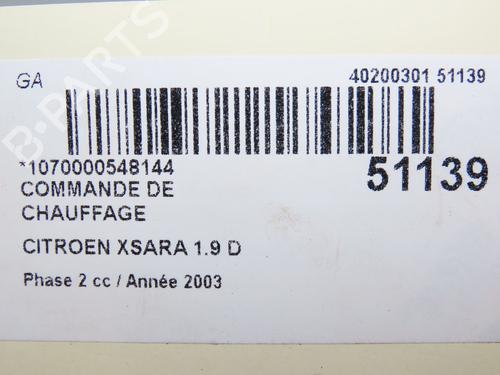 GA
40200301 51139
*1070000548144
51139
COMMANDE DE
CHAUFFAGE
CITROEN XSARA 1.9 D
Phase 2 cc / Année 2003
B-PARTS